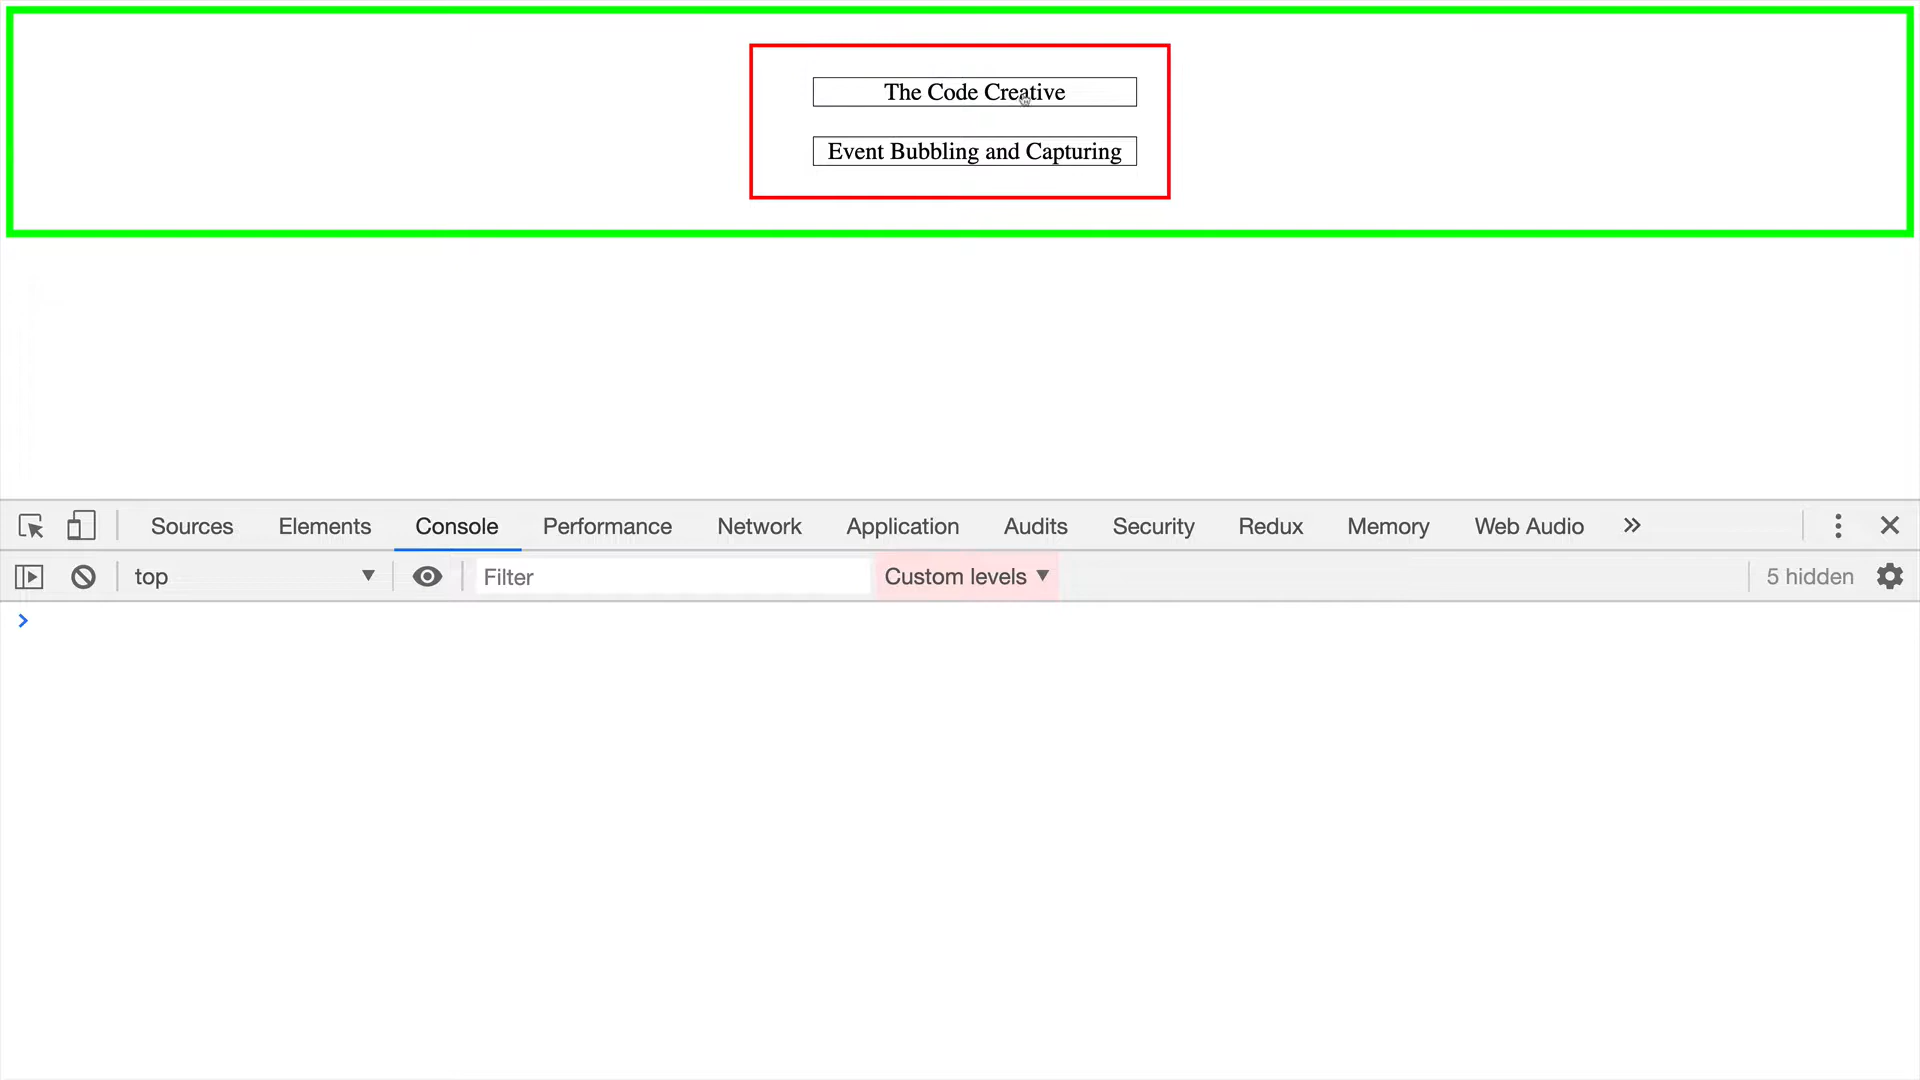 The Code Creative
Event Bubbling and Capturing
Sources Elements Console Performance Network Application Audits Security Redux Memory Web Audio
top Filter Custom levels 5 hidden